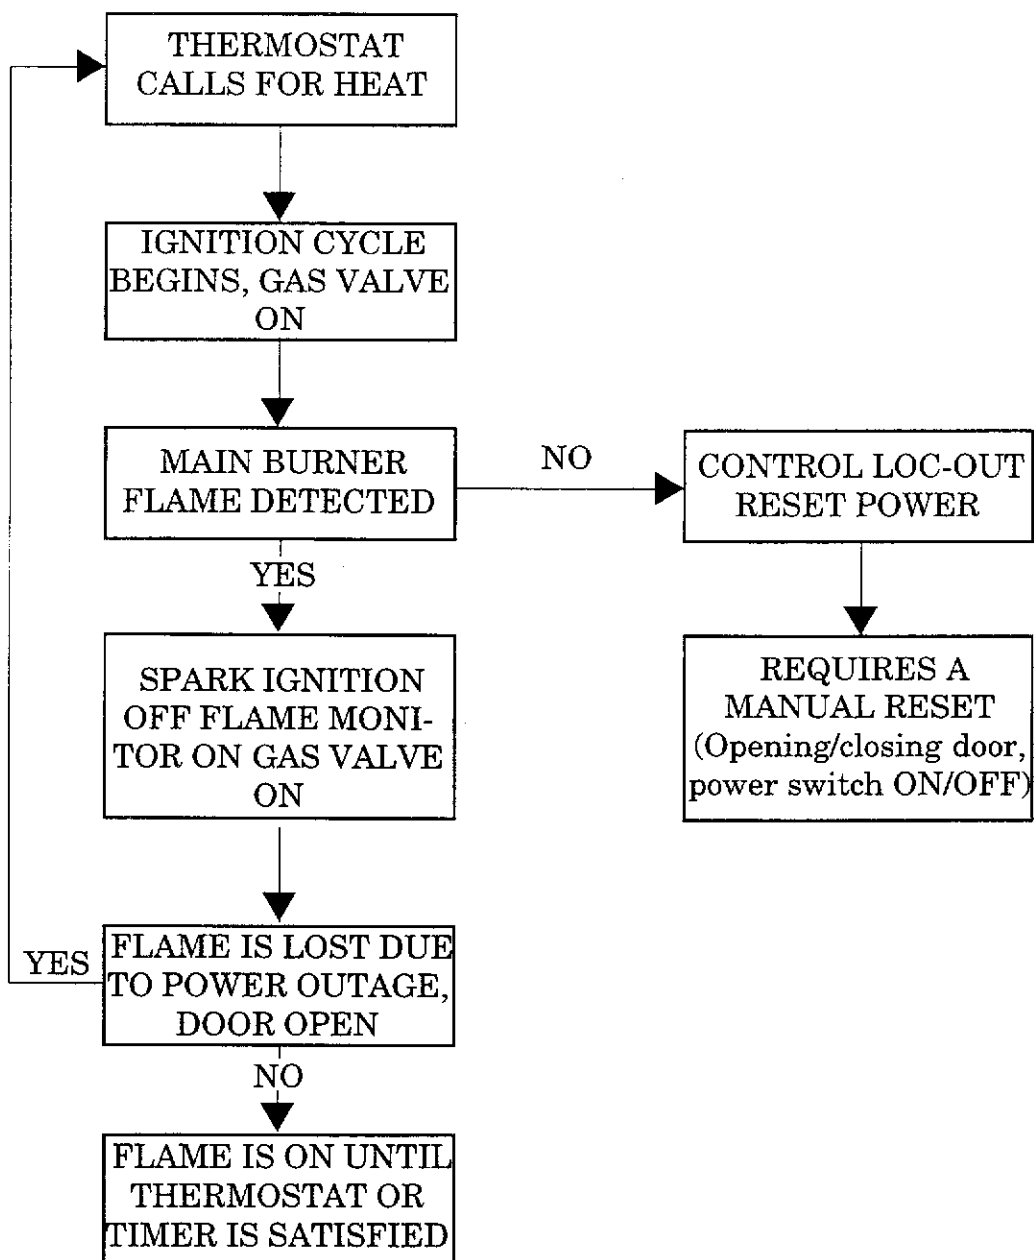 THERMOSTAT
CALLS FOR HEAT
IGNITION CYCLE
BEGINS, GAS VALVE
ON
MAIN BURNER
FLAME DETECTED
NO
CONTROL LOC-OUT
RESET POWER
YES
SPARK IGNITION
OFF FLAME MONI-
TOR ON GAS VALVE
ON
REQUIRES A
MANUAL RESET
(Opening/closing door,
power switch ON/OFF)
YES
FLAME IS LOST DUE
TO POWER OUTAGE,
DOOR OPEN
NO
FLAME IS ON UNTIL
THERMOSTAT OR
TIMER IS SATISFIED